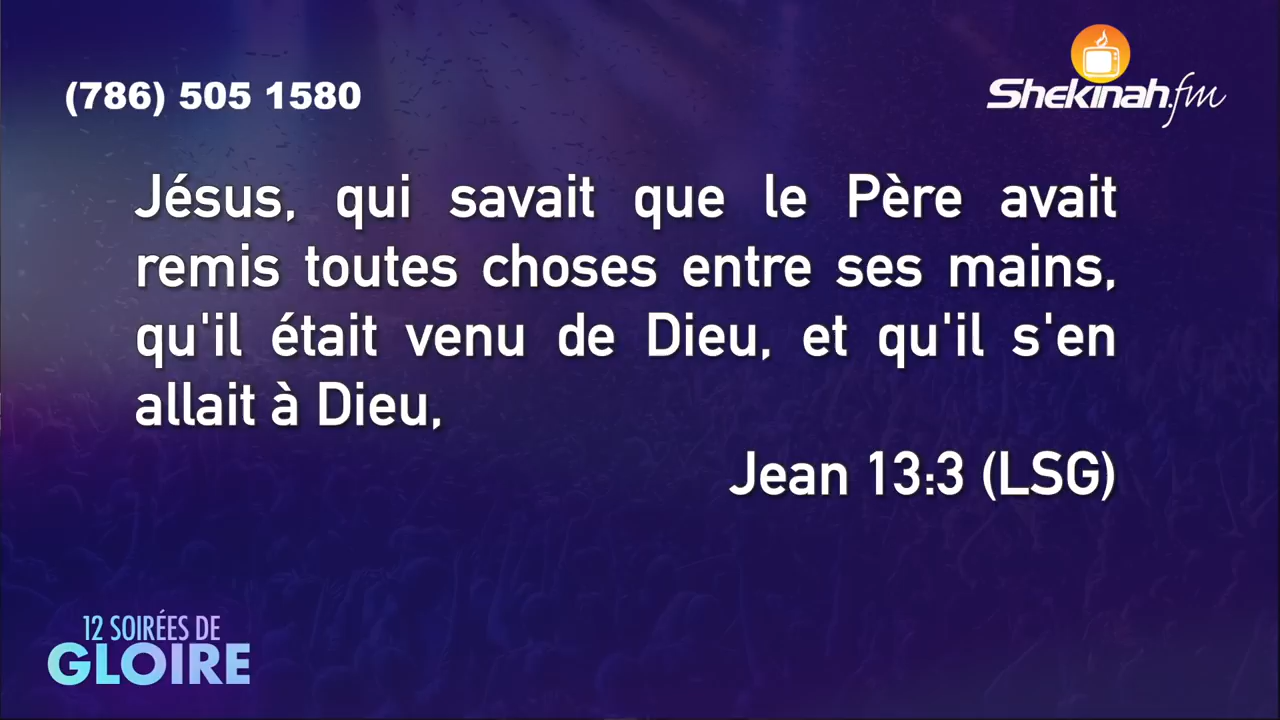 (786) 505 1580
Shekinah.fm
Jésus, qui savait que le Père avait
remis toutes choses entre ses mains,
qu'il était venu de Dieu, et qu'il s'en
allait à Dieu,
Jean 13:3 (LSG)
12 SOIRÉES DE
GLOIRE